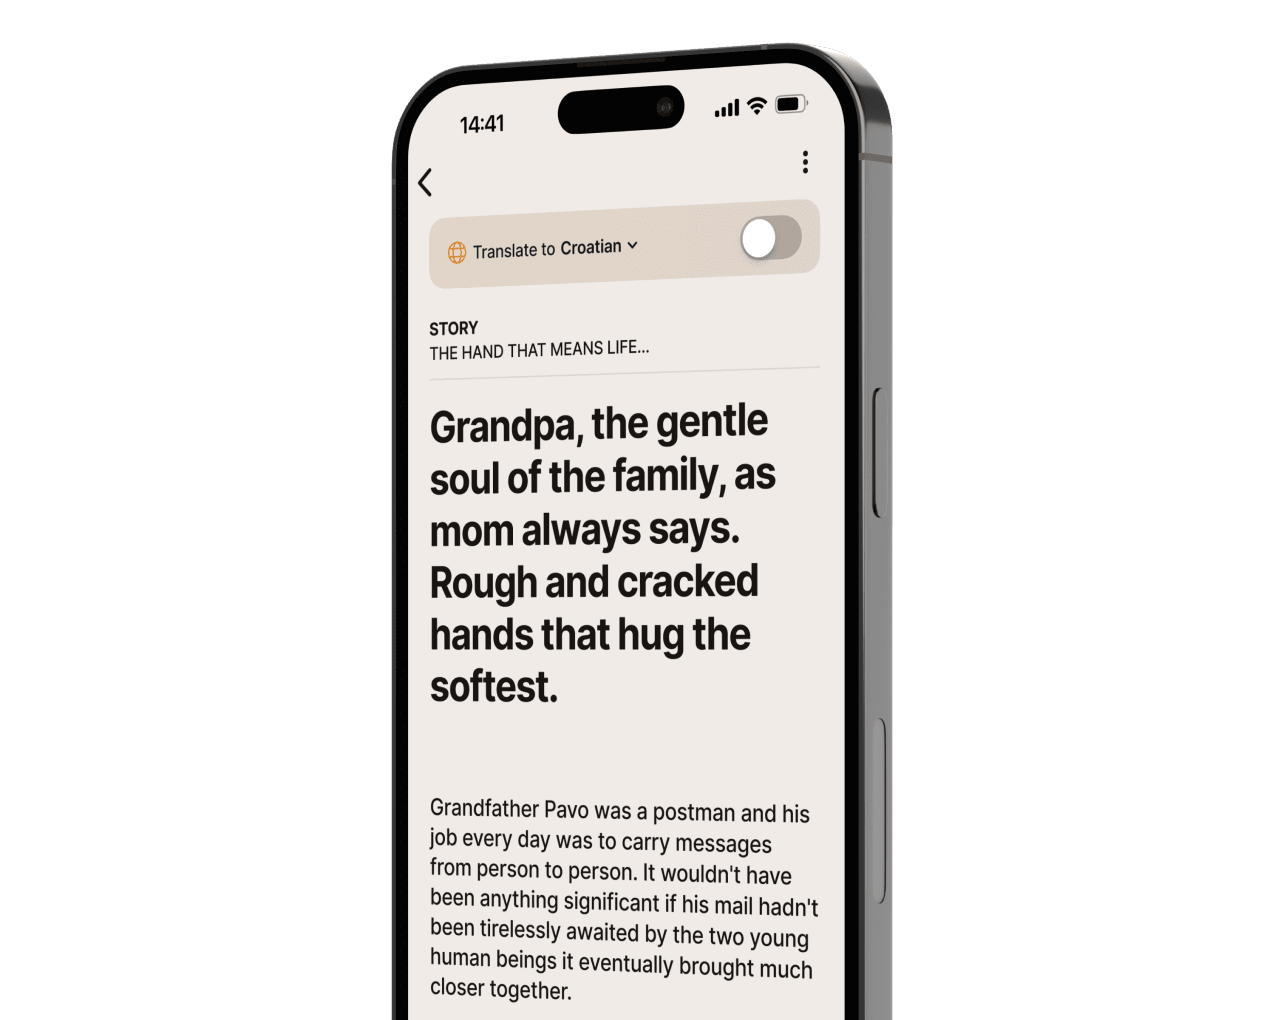 14:41
Translate to Croatian
STORY
THE HAND THAT MEANS LIFE...
Grandpa, the gentle
soul of the family, as
mom always says.
Rough and cracked
hands that hug the
softest.
Grandfather Pavo was a postman and his
job every day was to carry messages
from person to person. It wouldn't have
been anything significant if his mail hadn't
been tirelessly awaited by the two young
human beings it eventually brought much
closer together.